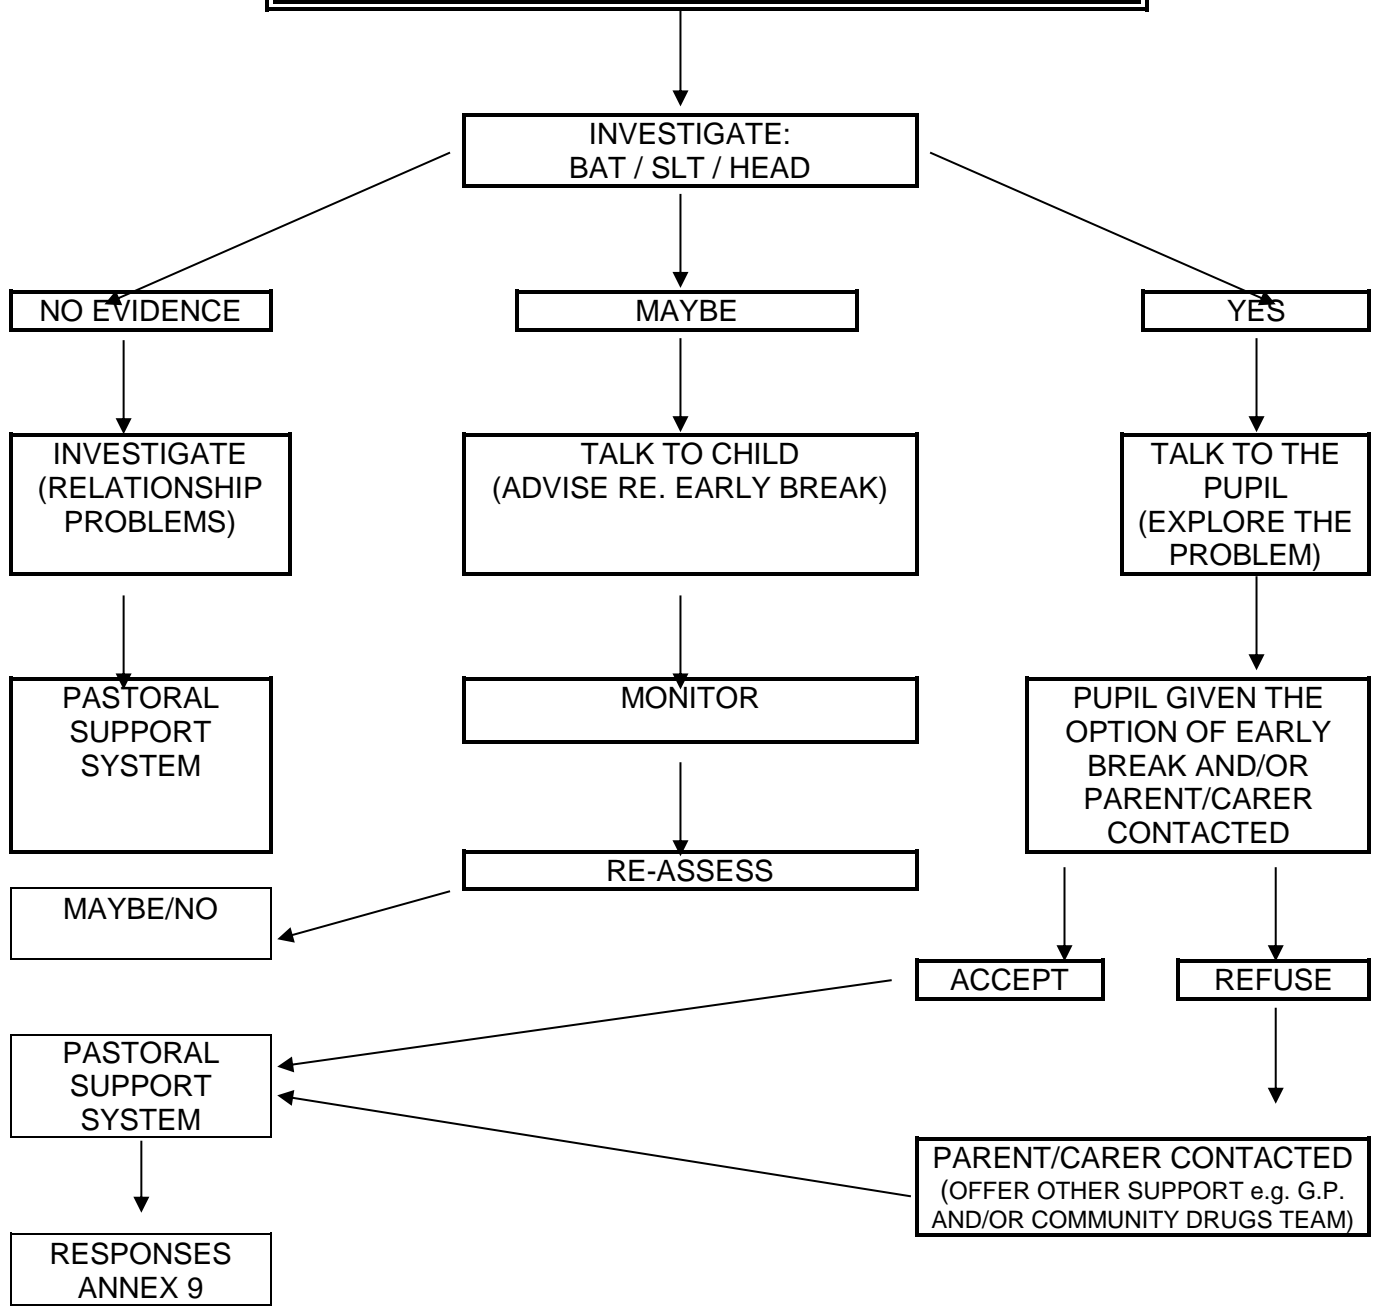 INVESTIGATE:
BAT / SLT / HEAD
NO EVIDENCE
MAYBE
YES
INVESTIGATE
(RELATIONSHIP
PROBLEMS)
TALK TO CHILD
(ADVISE RE. EARLY BREAK)
TALK TO THE
PUPIL
(EXPLORE THE
PROBLEM)
PASTORAL
SUPPORT
SYSTEM
MONITOR
PUPIL GIVEN THE
OPTION OF EARLY
BREAK AND/OR
PARENT/CARER
CONTACTED
RE-ASSESS
MAYBE/NO
ACCEPT
REFUSE
PASTORAL
SUPPORT
SYSTEM
PARENT/CARER CONTACTED
(OFFER OTHER SUPPORT e.g. G.P.
AND/OR COMMUNITY DRUGS TEAM)
RESPONSES
ANNEX 9